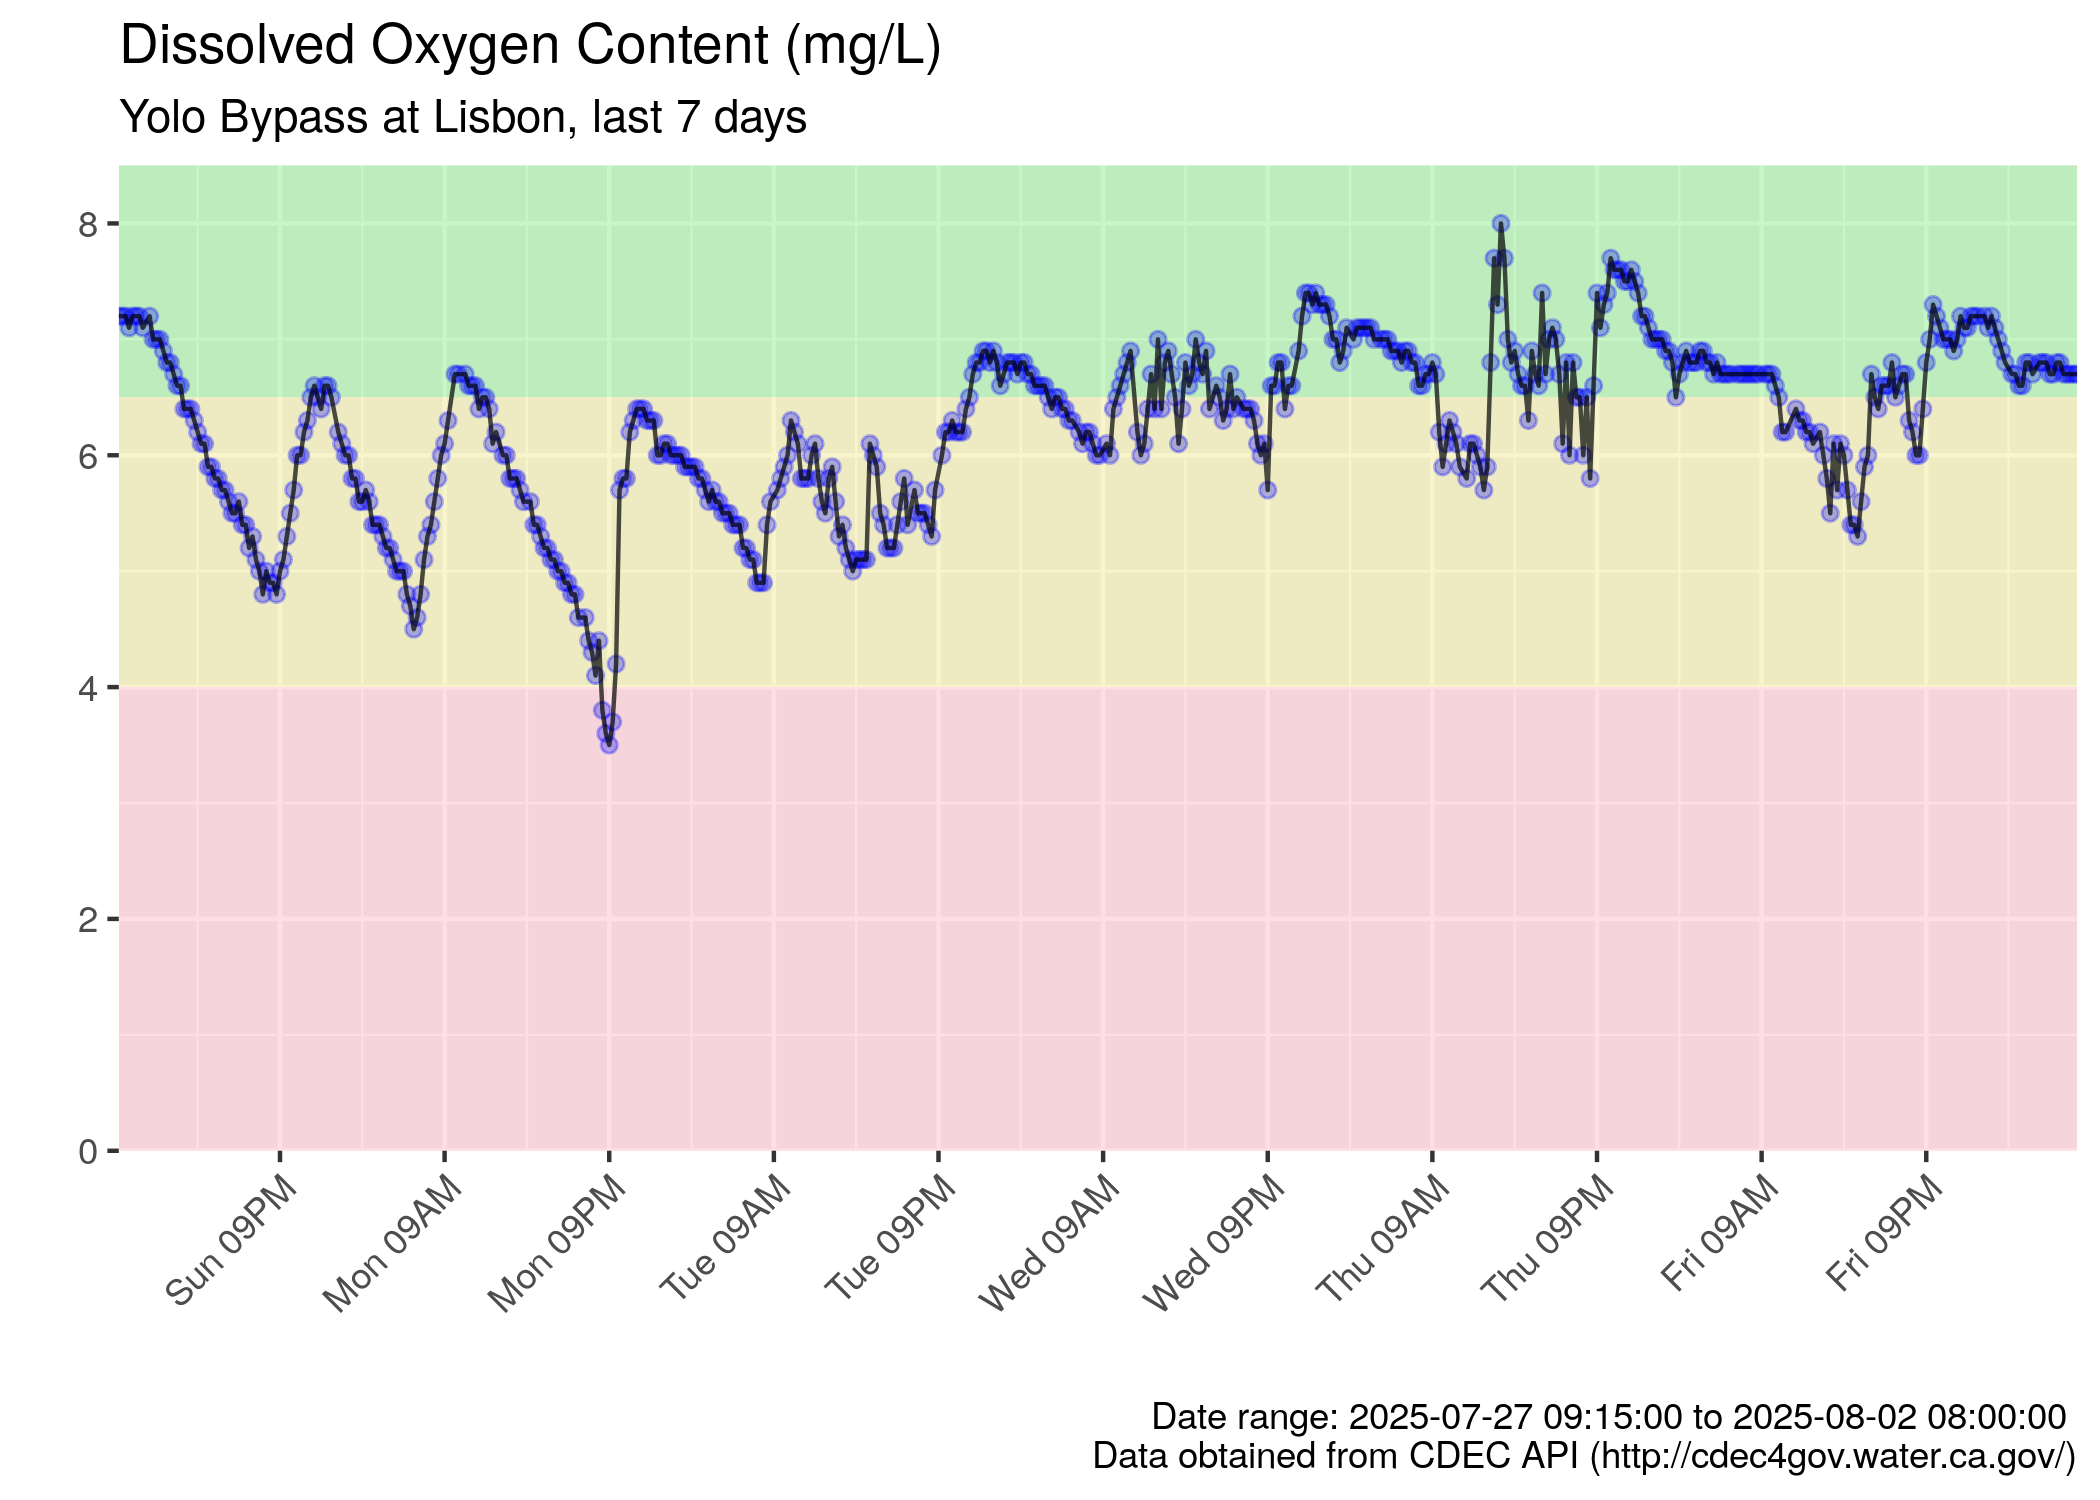 Dissolved Oxygen Content (mg/L)
Yolo Bypass at Lisbon, last 7 days
8
6
4
2
0
Sun 09PM
Mon 09AM
Mon 09PM
Tue 09AM
Tue 09PM
Wed 09AM
Wed 09PM
Thu 09AM
Thu 09PM
Fri 09AM
Fri 09PM
Date range: 2025-07-27 09:15:00 to 2025-08-02 08:00:00
Data obtained from CDEC API (http://cdec4gov.water.ca.gov/)